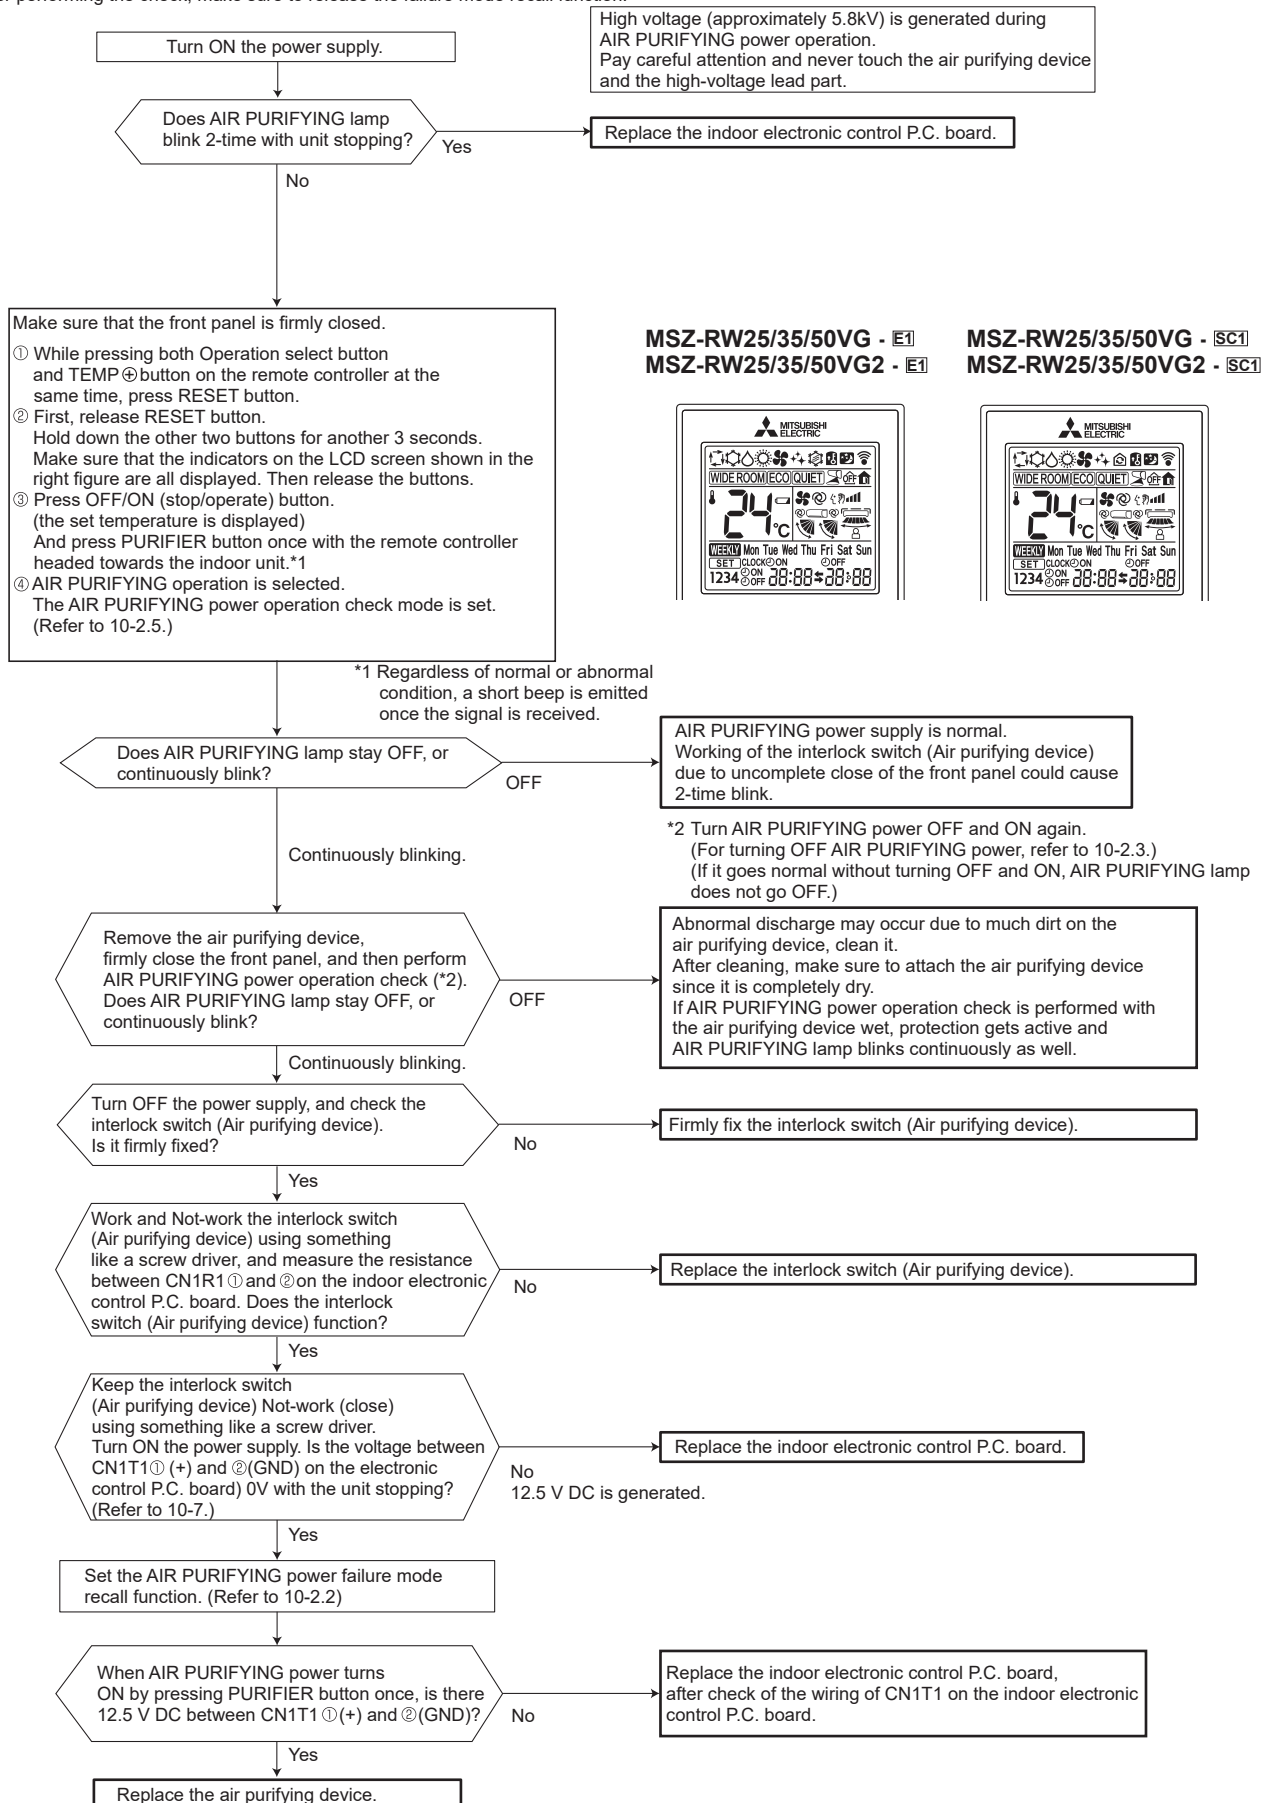 r performing the check, make sure to release the failure mode recall function.
High voltage (approximately 5.8kV) is generated during
AIR PURIFYING power operation.
Pay careful attention and never touch the air purifying device
and the high-voltage lead part.
Turn ON the power supply.
Does AIR PURIFYING lamp
blink 2-time with unit stopping?
Yes
Replace the indoor electronic control P.C. board.
No
Make sure that the front panel is firmly closed.
① While pressing both Operation select button
and TEMP⊕button on the remote controller at the
same time, press RESET button.
② First, release RESET button.
Hold down the other two buttons for another 3 seconds.
Make sure that the indicators on the LCD screen shown in the
right figure are all displayed. Then release the buttons.
③ Press OFF/ON (stop/operate) button.
(the set temperature is displayed)
And press PURIFIER button once with the remote controller
headed towards the indoor unit.*1
④ AIR PURIFYING operation is selected.
The AIR PURIFYING power operation check mode is set.
(Refer to 10-2.5.)
MSZ-RW25/35/50VG - E1
MSZ-RW25/35/50VG2 - E1
MITSUBISHI
ELECTRIC
WIDE ROOM ECO QUIET OFF
24°C
WEEKLY Mon Tue Wed Thu Fri Sat Sun
SET CLOCK ON OFF
1234 ON OFF 88:88 88:88
MSZ-RW25/35/50VG - SC1
MSZ-RW25/35/50VG2 - SC1
MITSUBISHI
ELECTRIC
WIDE ROOM ECO QUIET OFF
24°C
WEEKLY Mon Tue Wed Thu Fri Sat Sun
SET CLOCK ON OFF
1234 ON OFF 88:88 88:88
*1 Regardless of normal or abnormal
condition, a short beep is emitted
once the signal is received.
Does AIR PURIFYING lamp stay OFF, or
continuously blink?
OFF
AIR PURIFYING power supply is normal.
Working of the interlock switch (Air purifying device)
due to uncomplete close of the front panel could cause
2-time blink.
Continuously blinking.
*2 Turn AIR PURIFYING power OFF and ON again.
(For turning OFF AIR PURIFYING power, refer to 10-2.3.)
(If it goes normal without turning OFF and ON, AIR PURIFYING lamp
does not go OFF.)
Remove the air purifying device,
firmly close the front panel, and then perform
AIR PURIFYING power operation check (*2).
Does AIR PURIFYING lamp stay OFF, or
continuously blink?
OFF
Abnormal discharge may occur due to much dirt on the
air purifying device, clean it.
After cleaning, make sure to attach the air purifying device
since it is completely dry.
If AIR PURIFYING power operation check is performed with
the air purifying device wet, protection gets active and
AIR PURIFYING lamp blinks continuously as well.
Continuously blinking.
Turn OFF the power supply, and check the
interlock switch (Air purifying device).
Is it firmly fixed?
No
Firmly fix the interlock switch (Air purifying device).
Yes
Work and Not-work the interlock switch
(Air purifying device) using something
like a screw driver, and measure the resistance
between CN1R1 ① and ② on the indoor electronic
control P.C. board. Does the interlock
switch (Air purifying device) function?
No
Replace the interlock switch (Air purifying device).
Yes
Keep the interlock switch
(Air purifying device) Not-work (close)
using something like a screw driver.
Turn ON the power supply. Is the voltage between
CN1T1① (+) and ②(GND) on the electronic
control P.C. board) 0V with the unit stopping?
(Refer to 10-7.)
No
12.5 V DC is generated.
Replace the indoor electronic control P.C. board.
Yes
Set the AIR PURIFYING power failure mode
recall function. (Refer to 10-2.2)
When AIR PURIFYING power turns
ON by pressing PURIFIER button once, is there
12.5 V DC between CN1T1 ①(+) and ②(GND)?
No
Replace the indoor electronic control P.C. board,
after check of the wiring of CN1T1 on the indoor electronic
control P.C. board.
Yes
Replace the air purifying device.